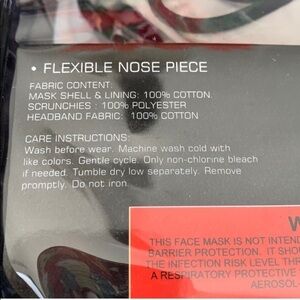 • FLEXIBLE NOSE PIECE
FABRIC CONTENT
MASK SHELL & LINING: 100% COTTON.
SCRUNCHIES : 100% POLYESTER
HEADBAND FABRIC: 100% COTTON
CARE INSTRUCTIONS:
Wash before wear. Machine wash cold with
like colors. Gentle cycle. Only non-chlorine bleach
if needed. Tumble dry low separately. Remove
promptly. Do not iron.
W
THIS FACE MASK IS NOT INTEND
BARRIER PROTECTION. IT SHOU
THE INFECTION RISK LEVEL THR
A RESPIRATORY PROTECTIVE
AEROSOL